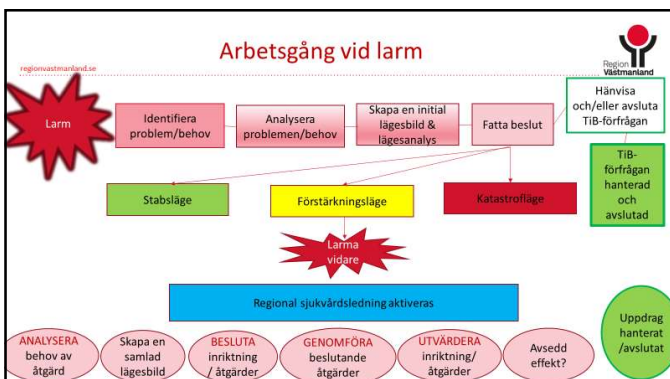 Arbetsgång vid larm
regionvastmanland.se
Region
Västmanland
Larm
Identifiera
problem/behov
Analysera
problemen/behov
Skapa en initial
lägesbild &
lägesanalys
Fatta beslut
Hänvisa
och/eller avsluta
TiB-förfrågan
TiB-
förfrågan
hanterad
och
avslutad
Stabsläge
Förstärkningsläge
Katastrofläge
Larma
vidare
Regional sjukvårdsledning aktiveras
ANALYSERA
behov av
åtgärd
Skapa en
samlad
lägesbild
BESLUTA
inriktning
/ åtgärder
GENOMFÖRA
beslutande
åtgärder
UTVÄRDERA
inriktning/
åtgärder
Avsedd
effekt?
Uppdrag
hanterat
/avslutat